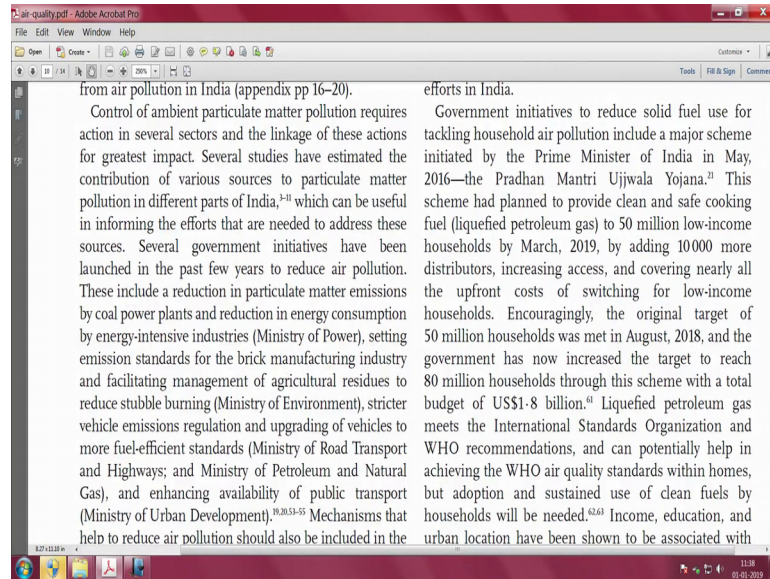 air-quality.pdf - Adobe Acrobat Pro
File Edit View Window Help
Open Create Customize
10 / 14 250% Tools Fill & Sign Comment
from air pollution in India (appendix pp 16–20).
Control of ambient particulate matter pollution requires
action in several sectors and the linkage of these actions
for greatest impact. Several studies have estimated the
contribution of various sources to particulate matter
pollution in different parts of India,³⁻¹¹ which can be useful
in informing the efforts that are needed to address these
sources. Several government initiatives have been
launched in the past few years to reduce air pollution.
These include a reduction in particulate matter emissions
by coal power plants and reduction in energy consumption
by energy-intensive industries (Ministry of Power), setting
emission standards for the brick manufacturing industry
and facilitating management of agricultural residues to
reduce stubble burning (Ministry of Environment), stricter
vehicle emissions regulation and upgrading of vehicles to
more fuel-efficient standards (Ministry of Road Transport
and Highways; and Ministry of Petroleum and Natural
Gas), and enhancing availability of public transport
(Ministry of Urban Development).¹⁹,²⁰,⁵³⁻⁵⁵ Mechanisms that
help to reduce air pollution should also be included in the
efforts in India.
Government initiatives to reduce solid fuel use for
tackling household air pollution include a major scheme
initiated by the Prime Minister of India in May,
2016—the Pradhan Mantri Ujjwala Yojana.²¹ This
scheme had planned to provide clean and safe cooking
fuel (liquefied petroleum gas) to 50 million low-income
households by March, 2019, by adding 10 000 more
distributors, increasing access, and covering nearly all
the upfront costs of switching for low-income
households. Encouragingly, the original target of
50 million households was met in August, 2018, and the
government has now increased the target to reach
80 million households through this scheme with a total
budget of US$1·8 billion.⁶¹ Liquefied petroleum gas
meets the International Standards Organization and
WHO recommendations, and can potentially help in
achieving the WHO air quality standards within homes,
but adoption and sustained use of clean fuels by
households will be needed.⁶²,⁶³ Income, education, and
urban location have been shown to be associated with
8.27 x 11.10 in
11:38
01-01-2019